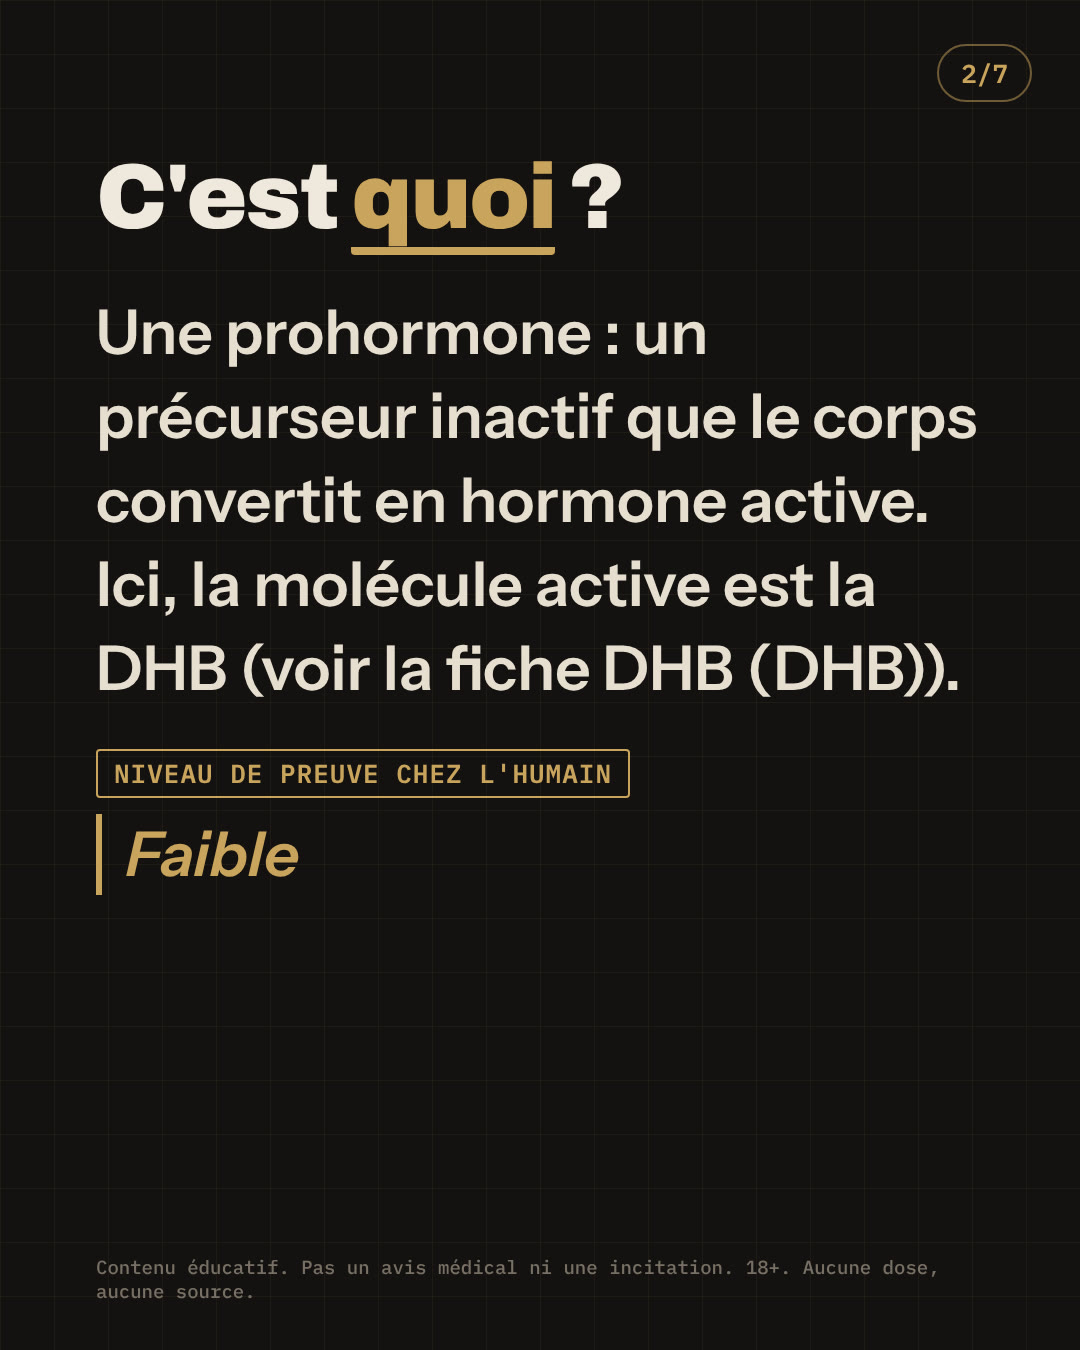 2/7
C'est quoi ?
Une prohormone : un
précurseur inactif que le corps
convertit en hormone active.
Ici, la molécule active est la
DHB (voir la fiche DHB (DHB)).
NIVEAU DE PREUVE CHEZ L'HUMAIN
Faible
Contenu éducatif. Pas un avis médical ni une incitation. 18+. Aucune dose,
aucune source.